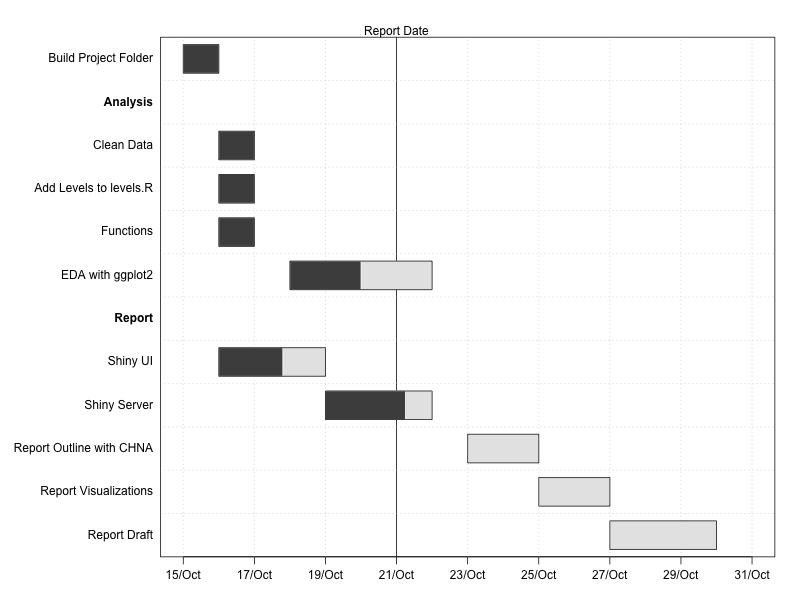 Report Date
Build Project Folder
Analysis
Clean Data
Add Levels to levels.R
Functions
EDA with ggplot2
Report
Shiny UI
Shiny Server
Report Outline with CHNA
Report Visualizations
Report Draft
15/Oct 17/Oct 19/Oct 21/Oct 23/Oct 25/Oct 27/Oct 29/Oct 31/Oct